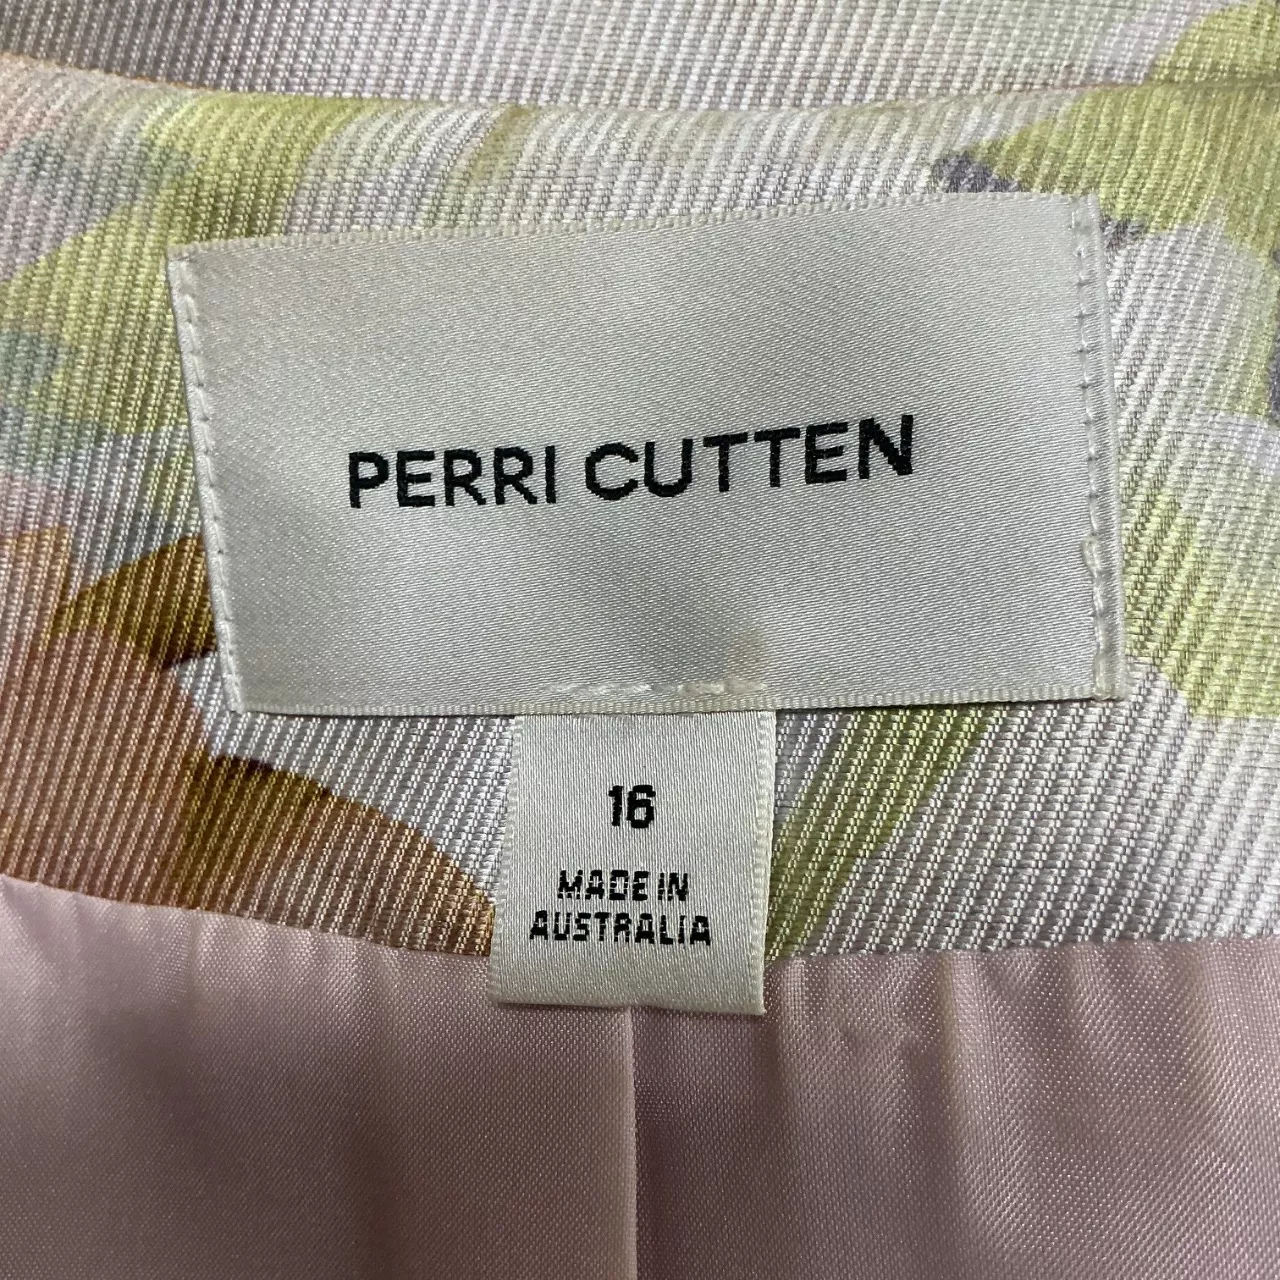 PERRI CUTTEN
16
MADE IN
AUSTRALIA